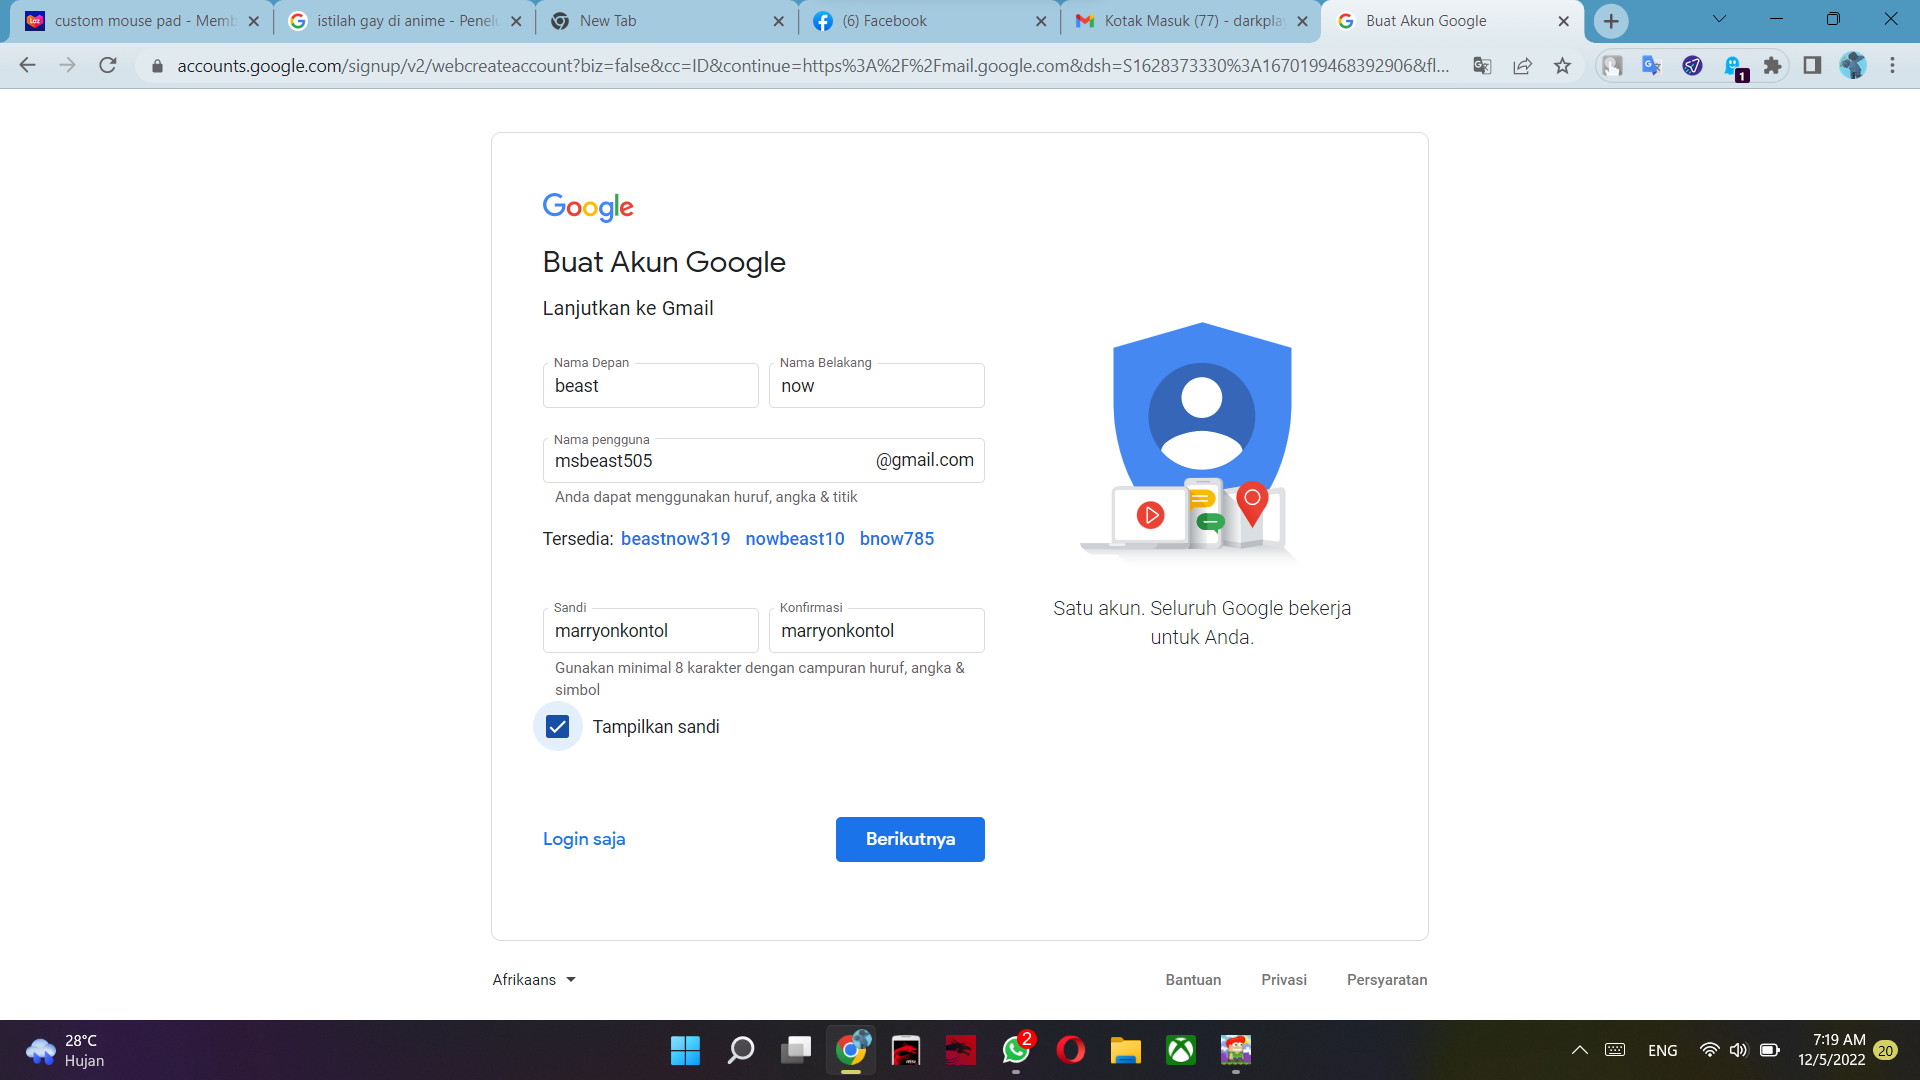 custom mouse pad - Memb
istilah gay di anime - Penel
New Tab
(6) Facebook
Kotak Masuk (77) - darkpla
Buat Akun Google
accounts.google.com/signup/v2/webcreateaccount?biz=false&cc=ID&continue=https%3A%2F%2Fmail.google.com&dsh=S1628373330%3A1670199468392906&fl...
1
Google
Buat Akun Google
Lanjutkan ke Gmail
Nama Depan
beast
Nama Belakang
now
Nama pengguna
msbeast505
@gmail.com
Anda dapat menggunakan huruf, angka & titik
Tersedia: beastnow319 nowbeast10 bnow785
Sandi
marryonkontol
Konfirmasi
marryonkontol
Gunakan minimal 8 karakter dengan campuran huruf, angka &
simbol
Tampilkan sandi
Login saja
Berikutnya
Satu akun. Seluruh Google bekerja
untuk Anda.
Afrikaans
Bantuan
Privasi
Persyaratan
28°C
Hujan
2
ENG
7:19 AM
12/5/2022
20